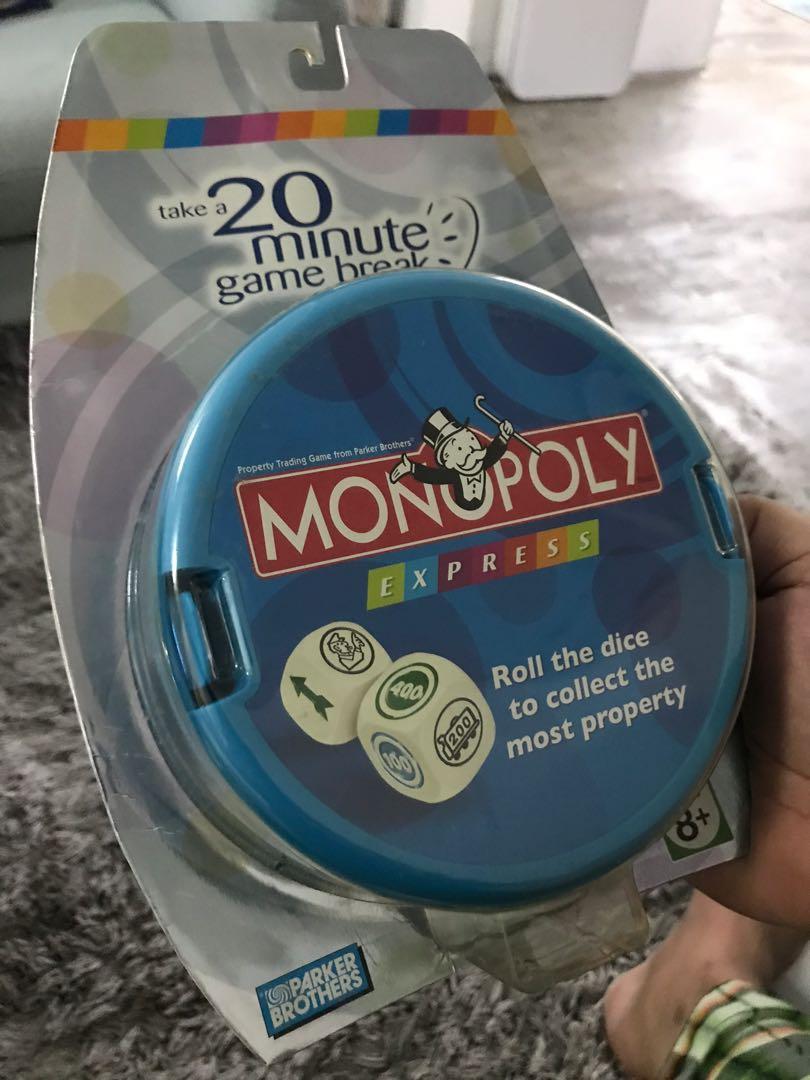 take a 20
minute
game break
Property Trading Game from Parker Brothers®
MONOPOLY®
EXPRESS
400
200
100
Roll the dice
to collect the
most property
8+
PARKER
BROTHERS